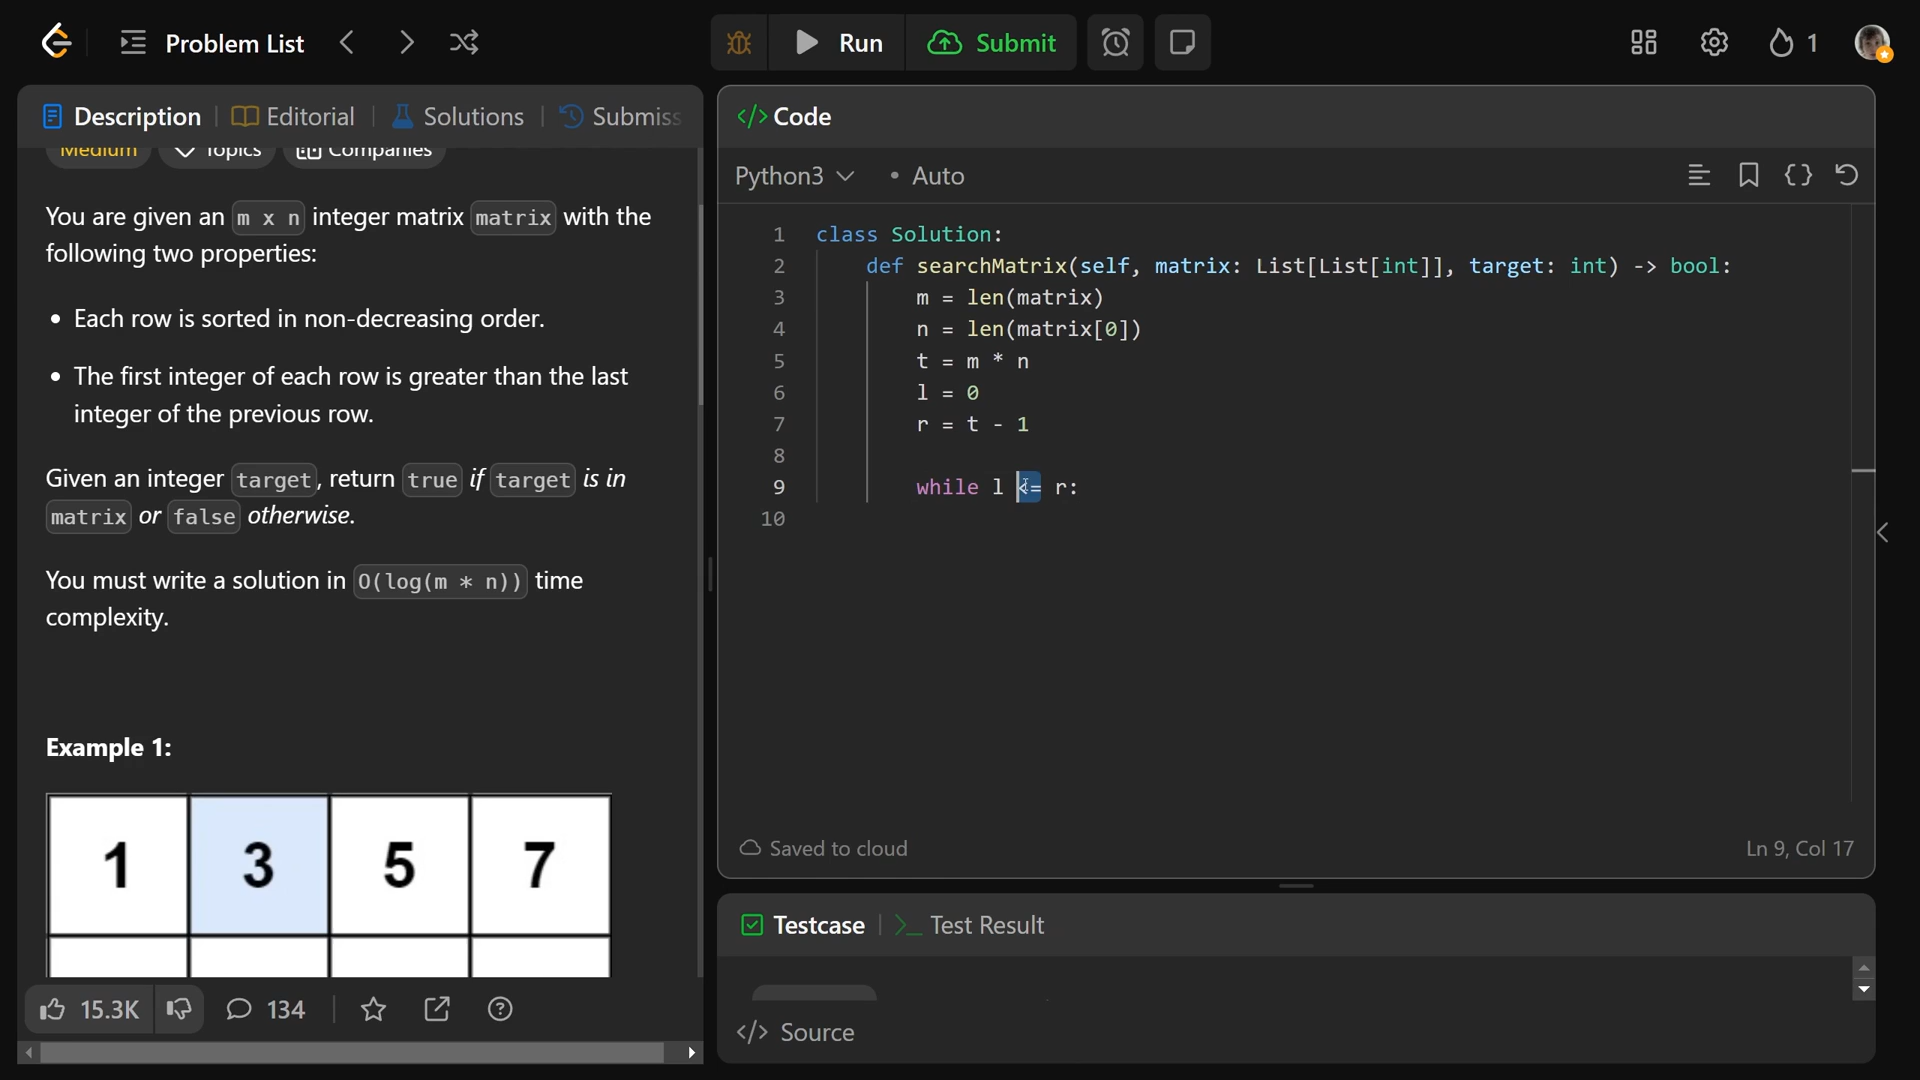 Problem List
Run
Submit
1
Description
Editorial
Solutions
Submiss
Medium
Topics
Companies
You are given an m x n integer matrix matrix with the
following two properties:
• Each row is sorted in non-decreasing order.
• The first integer of each row is greater than the last
integer of the previous row.
Given an integer target, return true if target is in
matrix or false otherwise.
You must write a solution in O(log(m * n)) time
complexity.
Example 1:
1 3 5 7
15.3K
134
</> Code
Python3
• Auto
1 class Solution:
2 def searchMatrix(self, matrix: List[List[int]], target: int) -> bool:
3 m = len(matrix)
4 n = len(matrix[0])
5 t = m * n
6 l = 0
7 r = t - 1
8
9 while l <= r:
10
Saved to cloud
Ln 9, Col 17
Testcase
>_ Test Result
</> Source